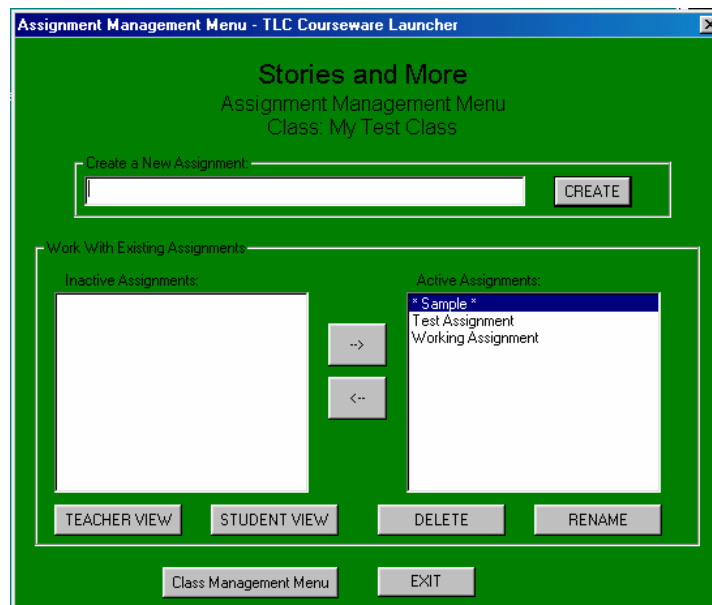 Assignment Management Menu - TLC Courseware Launcher
Stories and More
Assignment Management Menu
Class: My Test Class
Create a New Assignment:
CREATE
Work With Existing Assignments
Inactive Assignments:
Active Assignments:
* Sample *
Test Assignment
Working Assignment
-->
<--
TEACHER VIEW
STUDENT VIEW
DELETE
RENAME
Class Management Menu
EXIT